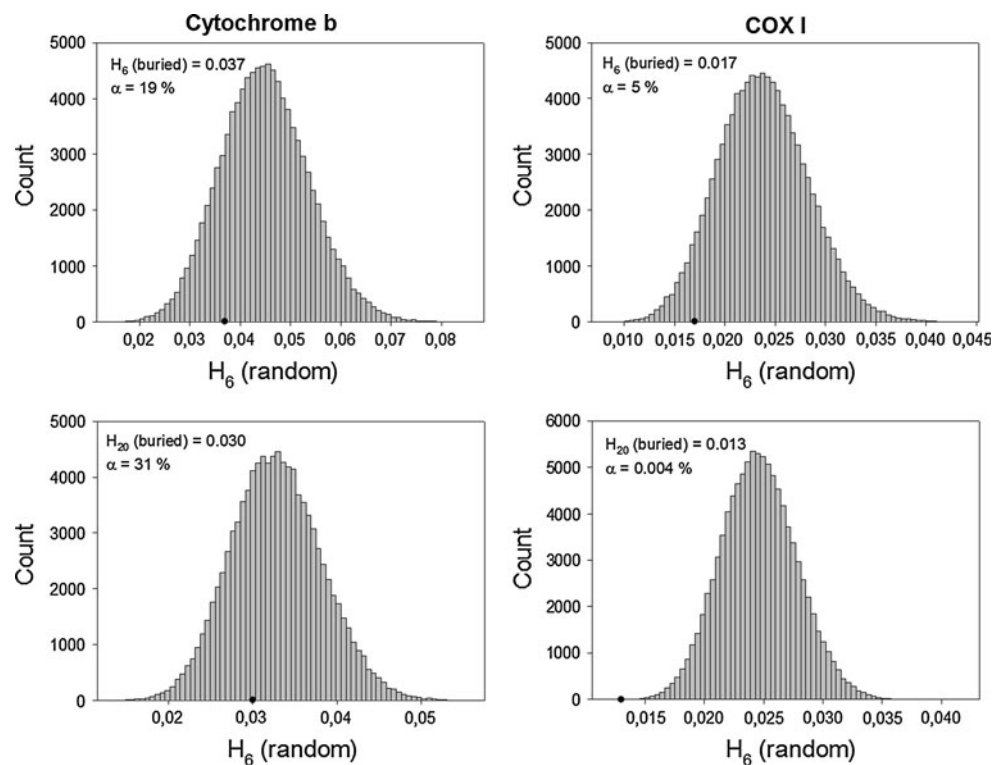 Cytochrome b
5000
4000
3000
2000
1000
0
Count
H6 (buried) = 0.037
α = 19 %
0,02 0,03 0,04 0,05 0,06 0,07 0,08
H6 (random)
COX I
5000
4000
3000
2000
1000
0
Count
H6 (buried) = 0.017
α = 5 %
0,010 0,015 0,020 0,025 0,030 0,035 0,040 0,045
H6 (random)
5000
4000
3000
2000
1000
0
Count
H20 (buried) = 0.030
α = 31 %
0,02 0,03 0,04 0,05
H6 (random)
6000
5000
4000
3000
2000
1000
0
Count
H20 (buried) = 0.013
α = 0.004 %
0,015 0,020 0,025 0,030 0,035 0,040
H6 (random)